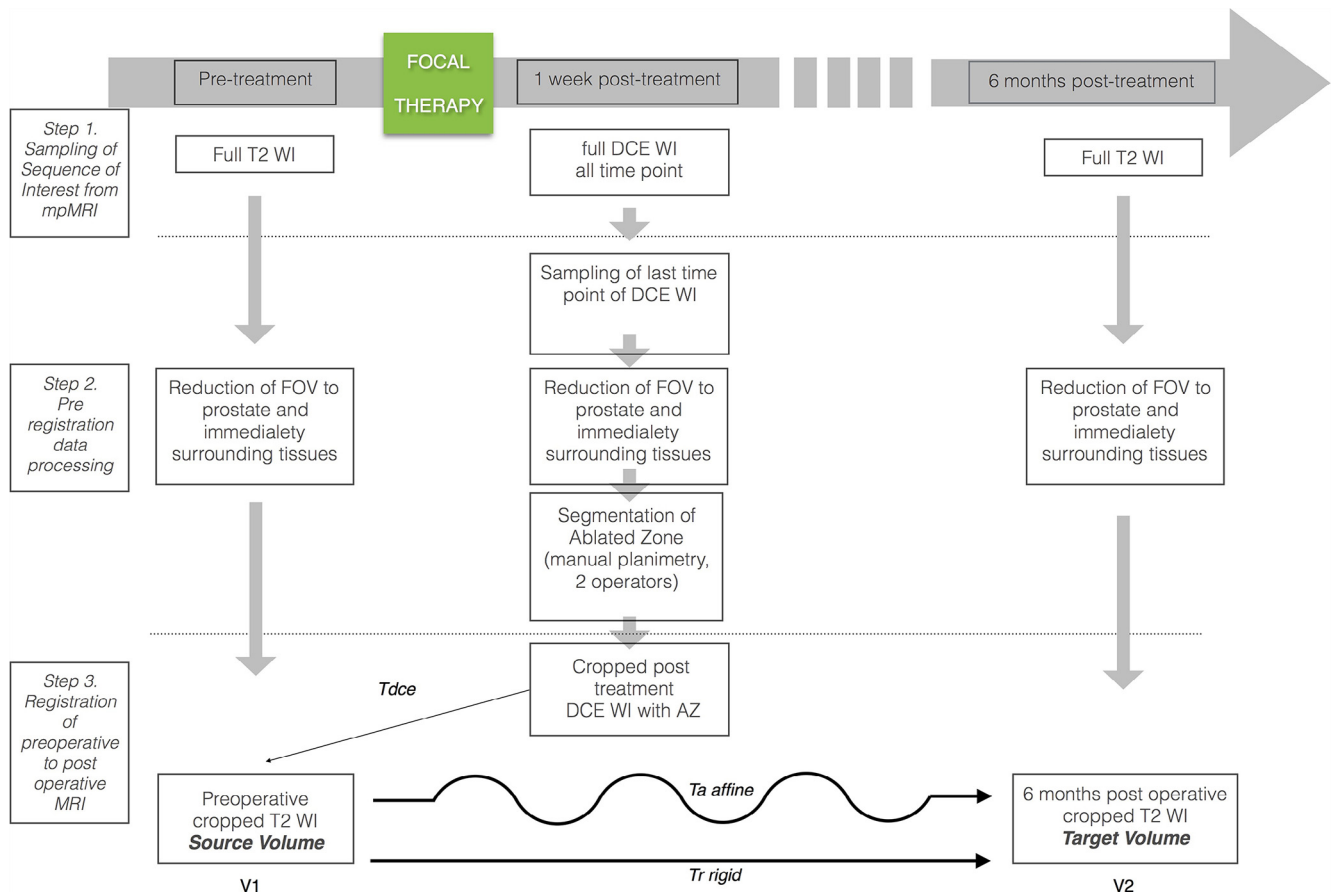 Pre-treatment
FOCAL
THERAPY
1 week post-treatment
6 months post-treatment
Step 1.
Sampling of
Sequence of
Interest from
mpMRI
Full T2 WI
full DCE WI
all time point
Full T2 WI
Sampling of last time
point of DCE WI
Step 2.
Pre
registration
data
processing
Reduction of FOV to
prostate and
immedialety
surrounding tissues
Reduction of FOV to
prostate and
immedialety
surrounding tissues
Reduction of FOV to
prostate and
immedialety
surrounding tissues
Segmentation of
Ablated Zone
(manual planimetry,
2 operators)
Step 3.
Registration
of
preoperative
to post
operative
MRI
Tdce
Cropped post
treatment
DCE WI with AZ
Preoperative
cropped T2 WI
Source Volume
Ta affine
6 months post operative
cropped T2 WI
Target Volume
Tr rigid
V1
V2